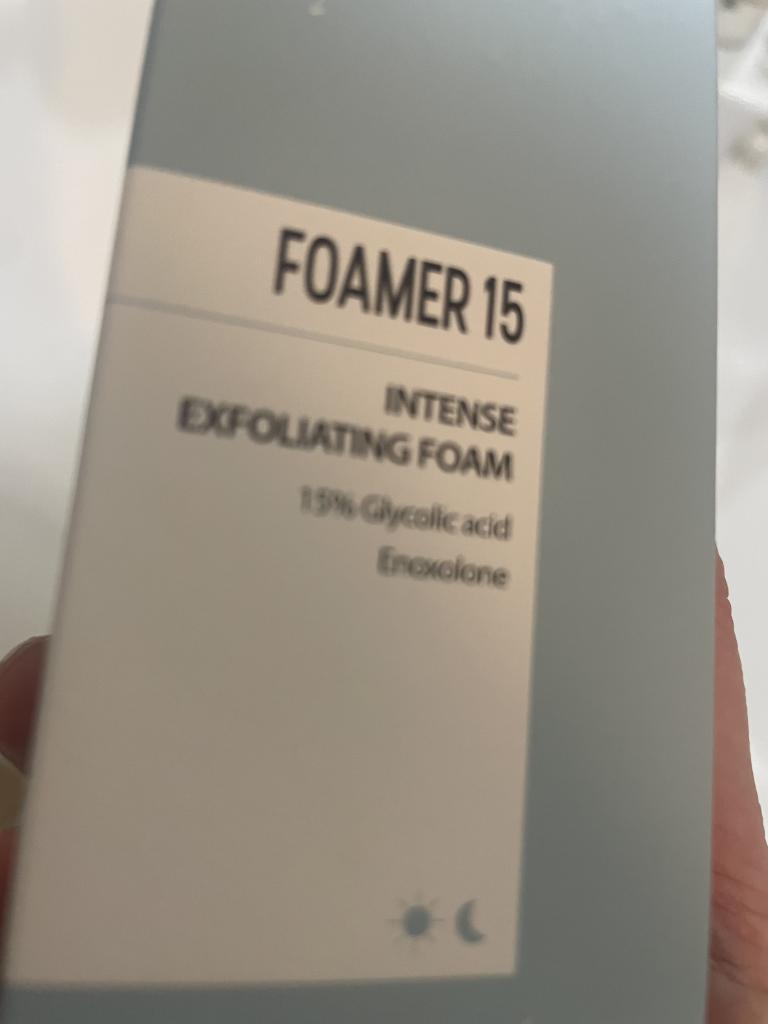 FOAMER 15
INTENSE
EXFOLIATING FOAM
15% Glycolic acid
Enoxolone